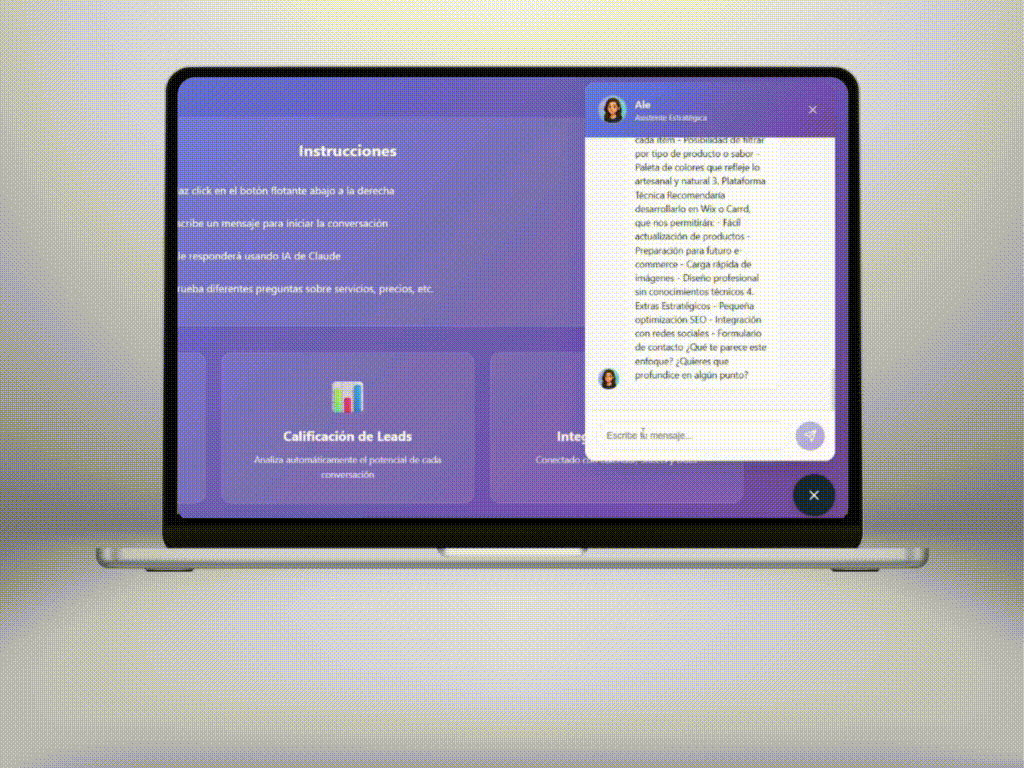 Instrucciones
az click en el botón flotante abajo a la derecha
scribe un mensaje para iniciar la conversación
le responderá usando IA de Claude
rueba diferentes preguntas sobre servicios, precios, etc.
Calificación de Leads
Analiza automáticamente el potencial de cada
conversación
Integ
Conectado
Ale
Asistente Estratégica
cada ítem - Posibilidad de filtrar
por tipo de producto o sabor -
Paleta de colores que refleje lo
artesanal y natural 3. Plataforma
Técnica Recomendaría
desarrollarlo en Wix o Carrd,
que nos permitirán: - Fácil
actualización de productos -
Preparación para futuro e-
commerce - Carga rápida de
imágenes - Diseño profesional
sin conocimientos técnicos 4.
Extras Estratégicos - Pequeña
optimización SEO - Integración
con redes sociales - Formulario
de contacto ¿Qué te parece este
enfoque? ¿Quieres que
profundice en algún punto?
Escribe tu mensaje...